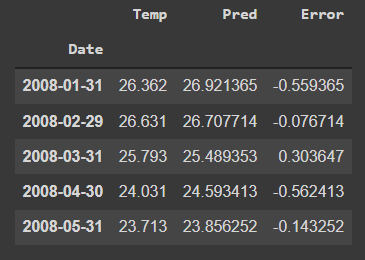 Temp Pred Error
Date
2008-01-31 26.362 26.921365 -0.559365
2008-02-29 26.631 26.707714 -0.076714
2008-03-31 25.793 25.489353 0.303647
2008-04-30 24.031 24.593413 -0.562413
2008-05-31 23.713 23.856252 -0.143252